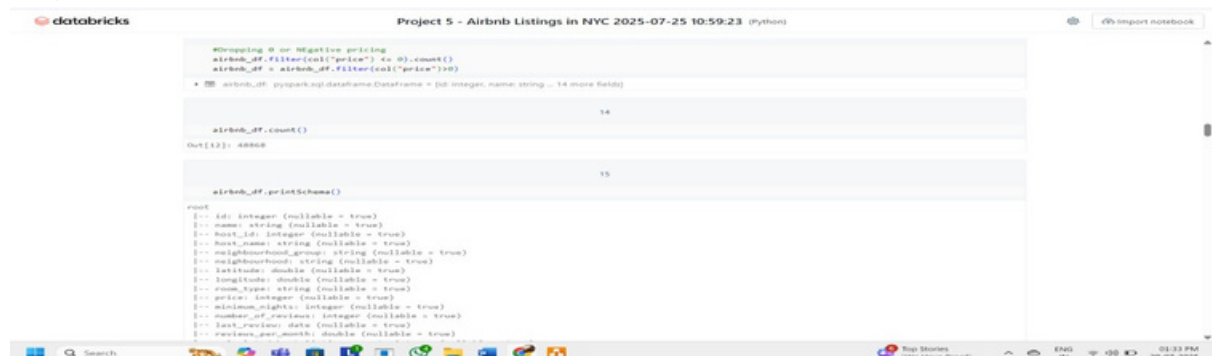 databricks
Project 5 - Airbnb Listings in NYC 2025-07-25 10:59:23 (Python)
Import notebook
#Dropping 0 or NEgative pricing
airbnb_df.filter(col("price") <= 0).count()
airbnb_df = airbnb_df.filter(col("price")>0)
airbnb_df: pyspark.sql.dataframe.DataFrame = [id: integer, name: string ... 14 more fields]
14
airbnb_df.count()
Out[12]: 48868
15
airbnb_df.printSchema()
root
|-- id: integer (nullable = true)
|-- name: string (nullable = true)
|-- host_id: integer (nullable = true)
|-- host_name: string (nullable = true)
|-- neighbourhood_group: string (nullable = true)
|-- neighbourhood: string (nullable = true)
|-- latitude: double (nullable = true)
|-- longitude: double (nullable = true)
|-- room_type: string (nullable = true)
|-- price: integer (nullable = true)
|-- minimum_nights: integer (nullable = true)
|-- number_of_reviews: integer (nullable = true)
|-- last_review: date (nullable = true)
|-- reviews_per_month: double (nullable = true)
Search
Top Stories
ENG
01:33 PM